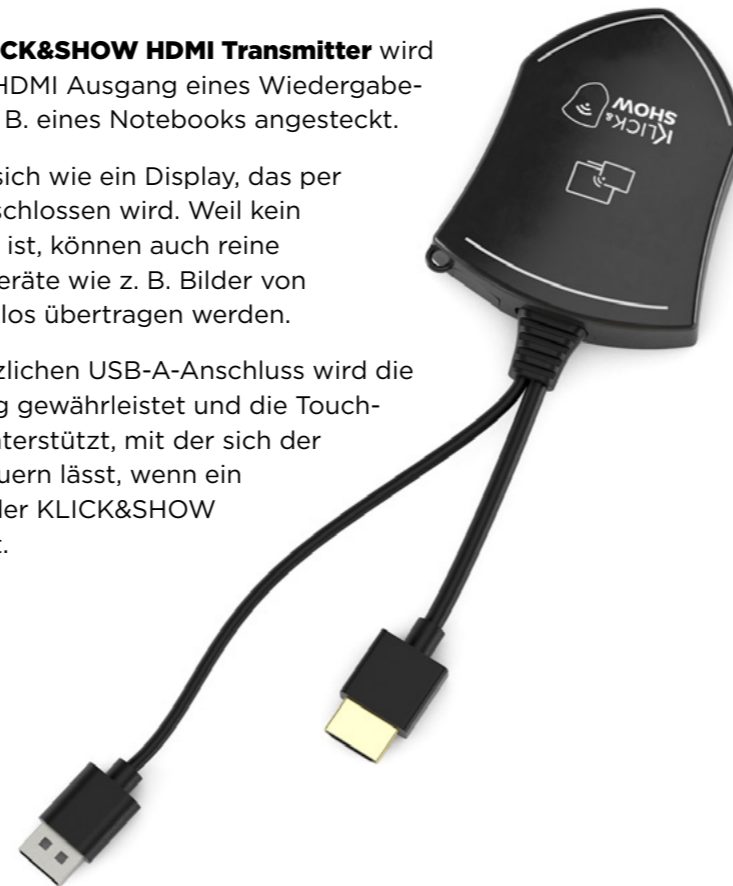 ICK&SHOW HDMI Transmitter wird
HDMI Ausgang eines Wiedergabe-
B. eines Notebooks angesteckt.
sich wie ein Display, das per
schlossen wird. Weil kein
ist, können auch reine
eräte wie z. B. Bilder von
los übertragen werden.
zlichen USB-A-Anschluss wird die
g gewährleistet und die Touch-
terstützt, mit der sich der
uern lässt, wenn ein
der KLICK&SHOW
t.
KLICK&
SHOW